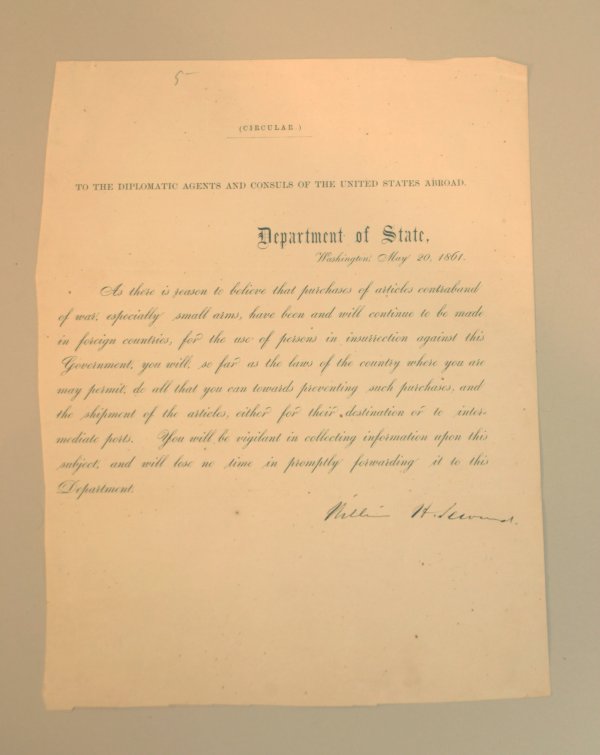 5
(CIRCULAR.)
TO THE DIPLOMATIC AGENTS AND CONSULS OF THE UNITED STATES ABROAD.
Department of State,
Washington, May 20, 1861.
As there is reason to believe that purchases of articles contraband
of war, especially small arms, have been and will continue to be made
in foreign countries, for the use of persons in insurrection against this
Government, you will, so far as the laws of the country where you are
may permit, do all that you can towards preventing such purchases, and
the shipment of the articles, either for their destination or to inter-
mediate ports. You will be vigilant in collecting information upon this
subject, and will lose no time in promptly forwarding it to this
Department.
William H. Seward.